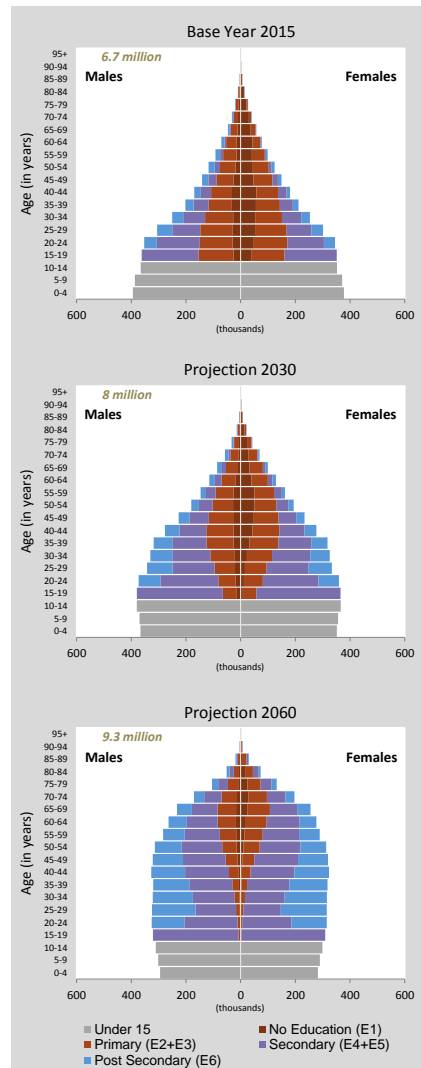 Base Year 2015
6.7 million
Males
Females
Age (in years)
95+
90-94
85-89
80-84
75-79
70-74
65-69
60-64
55-59
50-54
45-49
40-44
35-39
30-34
25-29
20-24
15-19
10-14
5-9
0-4
600 400 200 0 200 400 600
(thousands)
Projection 2030
8 million
Males
Females
Age (in years)
95+
90-94
85-89
80-84
75-79
70-74
65-69
60-64
55-59
50-54
45-49
40-44
35-39
30-34
25-29
20-24
15-19
10-14
5-9
0-4
600 400 200 0 200 400 600
(thousands)
Projection 2060
9.3 million
Males
Females
Age (in years)
95+
90-94
85-89
80-84
75-79
70-74
65-69
60-64
55-59
50-54
45-49
40-44
35-39
30-34
25-29
20-24
15-19
10-14
5-9
0-4
600 400 200 0 200 400 600
(thousands)
Under 15
No Education (E1)
Primary (E2+E3)
Secondary (E4+E5)
Post Secondary (E6)